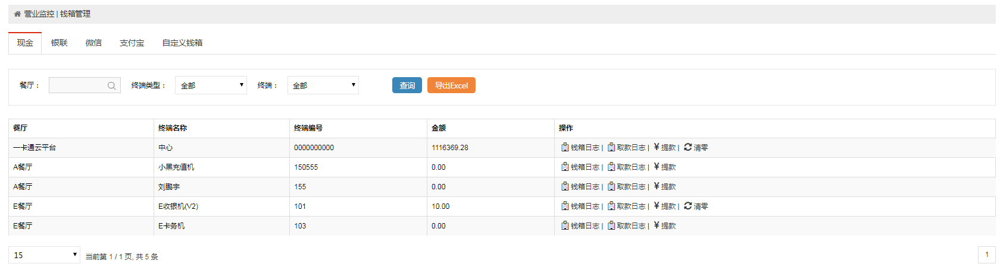 营业监控 | 钱箱管理
现金 银联 微信 支付宝 自定义钱箱
餐厅： 终端类型： 全部 终端： 全部 查询 导出Excel
餐厅 终端名称 终端编号 金额 操作
一卡通云平台 中心 0000000000 1116369.28 钱箱日志 | 取款日志 | ¥ 提款 | 清零
A餐厅 小黑充值机 150555 0.00 钱箱日志 | 取款日志 | ¥ 提款
A餐厅 刘鹏宇 155 0.00 钱箱日志 | 取款日志 | ¥ 提款
E餐厅 E收银机(V2) 101 10.00 钱箱日志 | 取款日志 | ¥ 提款 | 清零
E餐厅 E卡务机 103 0.00 钱箱日志 | 取款日志 | ¥ 提款
15 当前第 1 / 1 页, 共 5 条 1